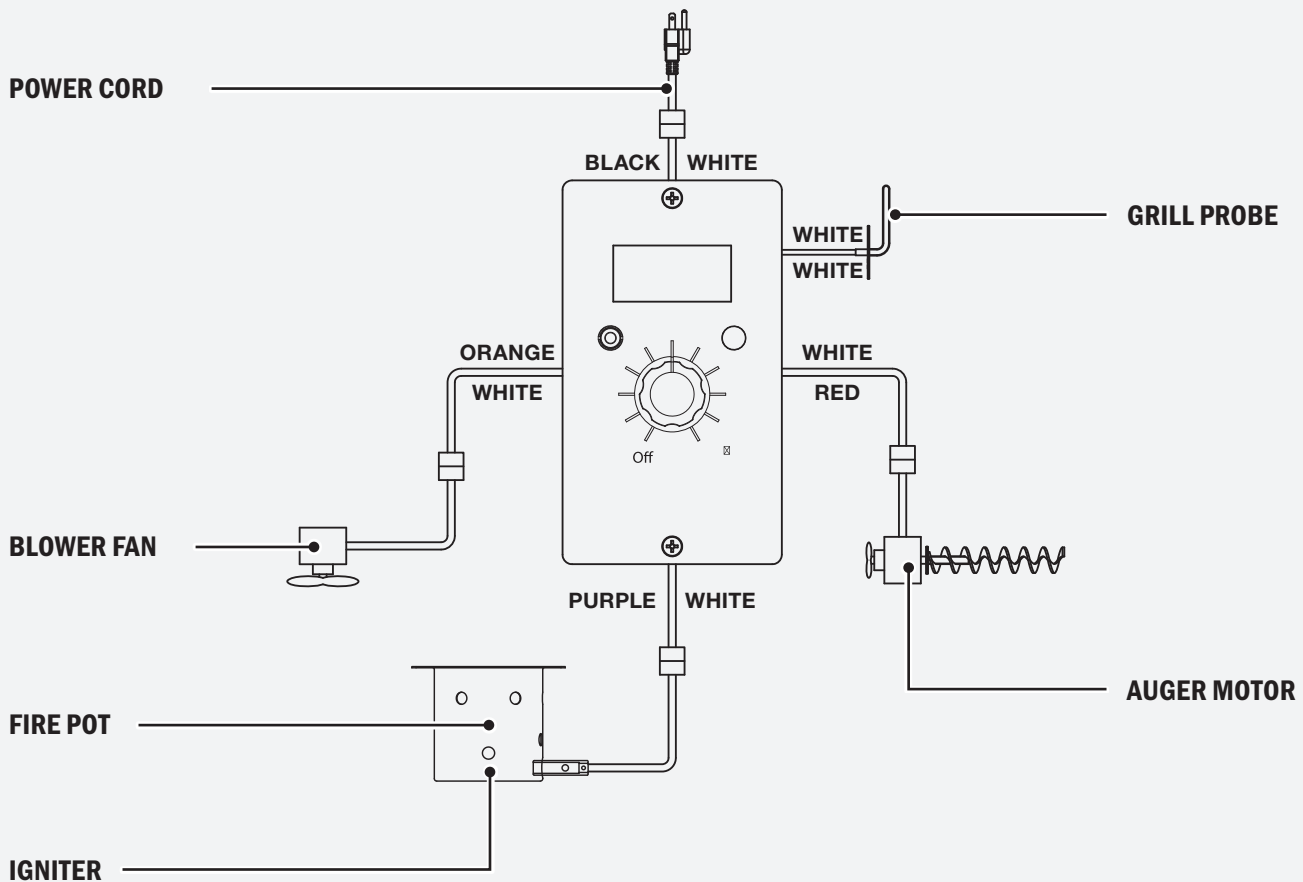 POWER CORD
BLACK WHITE
GRILL PROBE
WHITE
WHITE
ORANGE
WHITE
WHITE
RED
Off
BLOWER FAN
PURPLE WHITE
AUGER MOTOR
FIRE POT
IGNITER